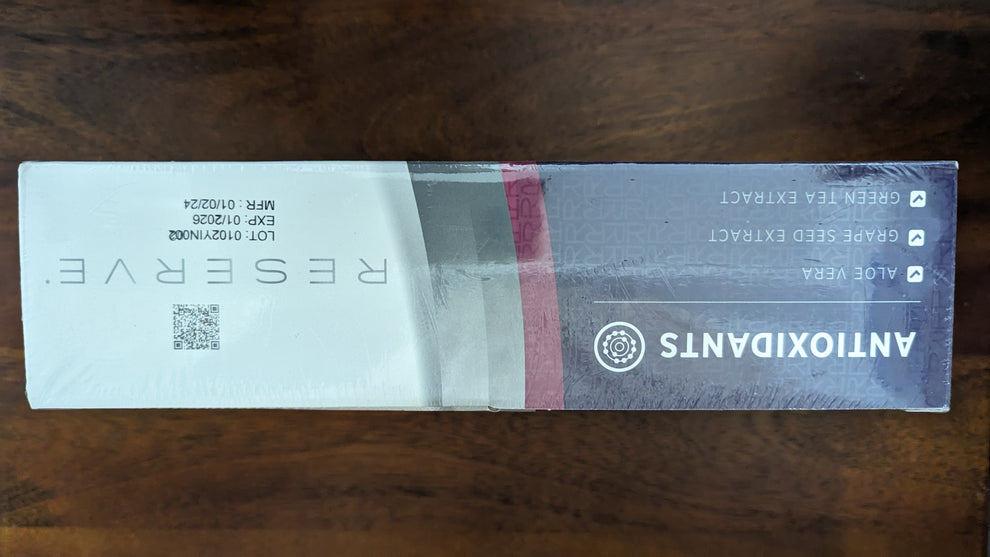 ANTIOXIDANTS
ALOE VERA
GRAPE SEED EXTRACT
GREEN TEA EXTRACT
RESERVE
LOT: 0102YIN002
EXP: 01/2026
MFR : 01/02/24